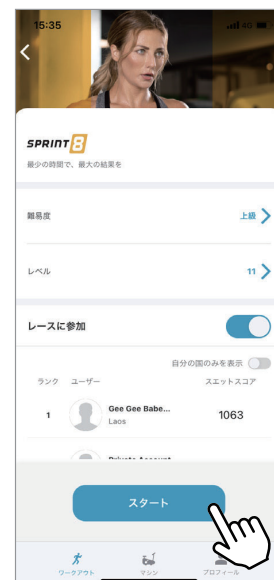 15:35
4G
SPRINT 8
最少の時間で、最大の結果を
難易度
上級
レベル
11
レースに参加
自分の国のみを表示
ランク ユーザー スエットスコア
1 Gee Gee Babe... 1063
Laos
スタート
ワークアウト マシン プロフィール